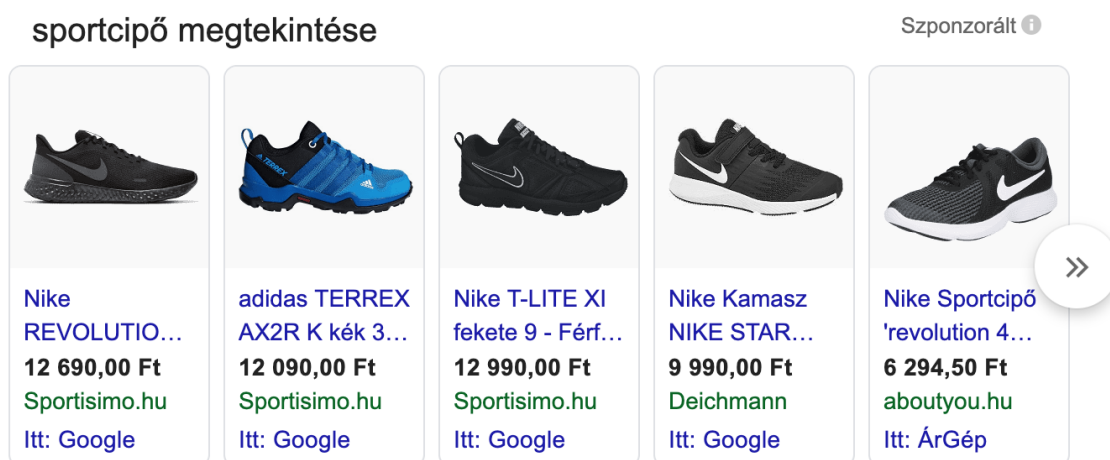 sportcipő megtekintése
Szponzorált
Nike
REVOLUTIO...
12 690,00 Ft
Sportisimo.hu
Itt: Google
TERREX
adidas
adidas TERREX
AX2R K kék 3...
12 090,00 Ft
Sportisimo.hu
Itt: Google
Nike T-LITE XI
fekete 9 - Férf...
12 990,00 Ft
Sportisimo.hu
Itt: Google
Nike Kamasz
NIKE STAR...
9 990,00 Ft
Deichmann
Itt: Google
Nike Sportcipő
'revolution 4...
6 294,50 Ft
aboutyou.hu
Itt: ÁrGép